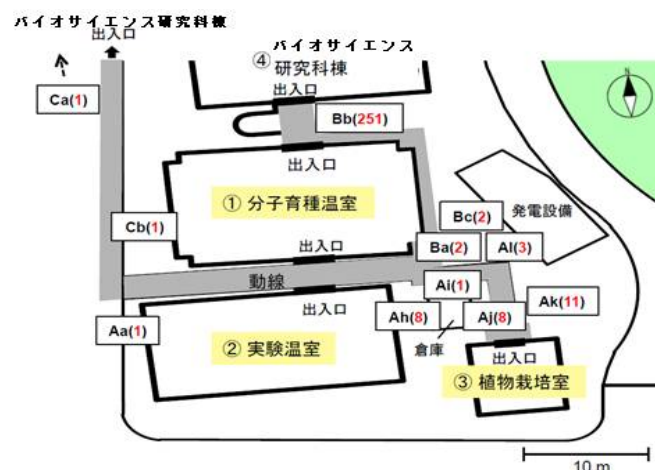 バイオサイエンス研究科棟
出入口
Ca(1)
バイオサイエンス
④ 研究科棟
出入口
N
Bb(251)
出入口
① 分子育種温室
発電設備
Bc(2)
Cb(1)
Ba(2)
Al(3)
出入口
動線
Ai(1)
Aa(1)
出入口
Ah(8)
Aj(8)
Ak(11)
倉庫
② 実験温室
出入口
③ 植物栽培室
10 m